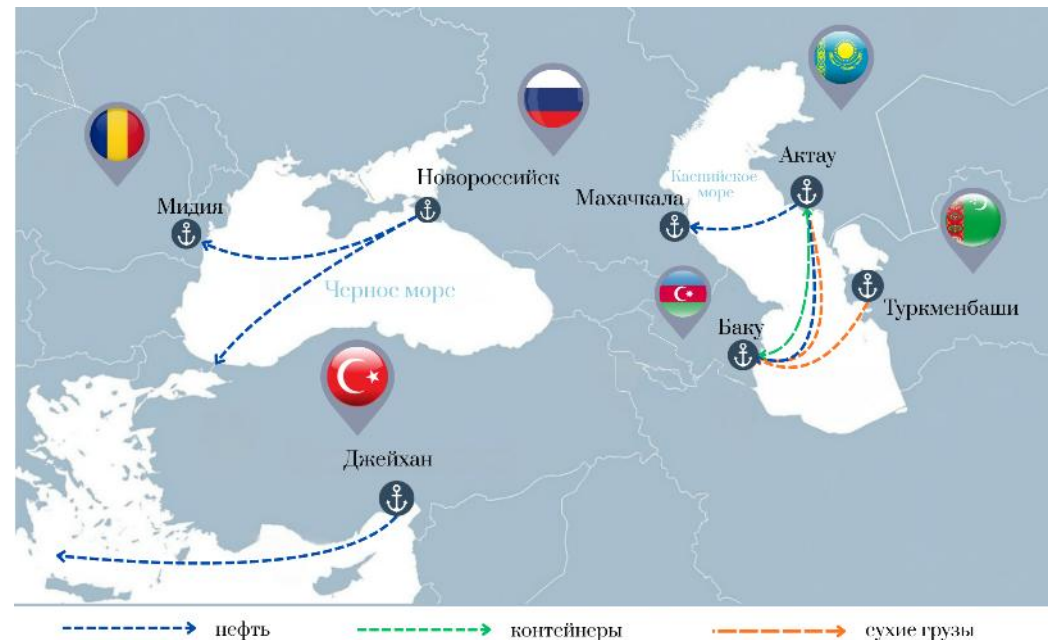 Новороссийск
Мидия
Черное море
Джейхан
Каспийское
море
Актау
Махачкала
Туркменбаши
Баку
нефть
контейнеры
сухие грузы